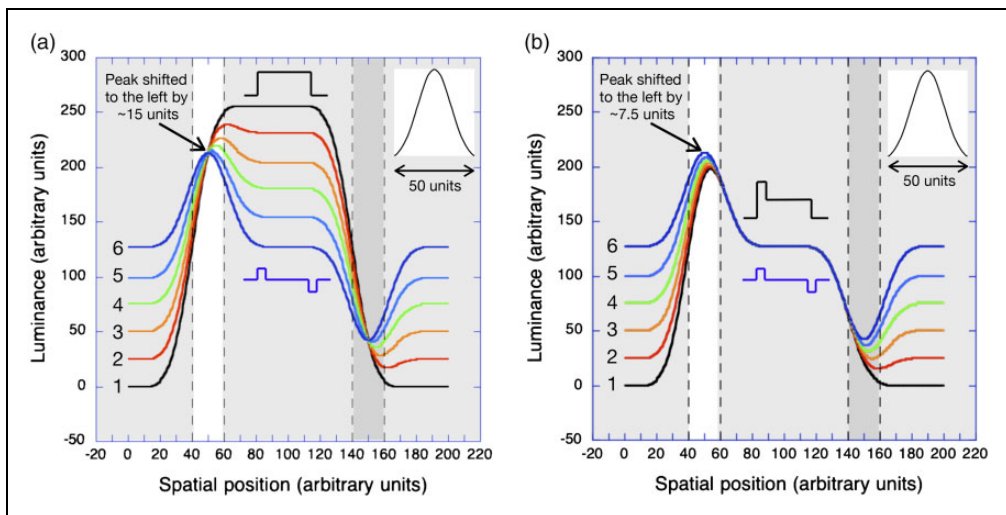 (a)
300
250
200
150
100
50
0
-50
Luminance (arbitrary units)
Peak shifted
to the left by
~15 units
50 units
6
5
4
3
2
1
-20 0 20 40 60 80 100 120 140 160 180 200 220
Spatial position (arbitrary units)
(b)
300
250
200
150
100
50
0
-50
Luminance (arbitrary units)
Peak shifted
to the left by
~7.5 units
50 units
6
5
4
3
2
1
-20 0 20 40 60 80 100 120 140 160 180 200 220
Spatial position (arbitrary units)